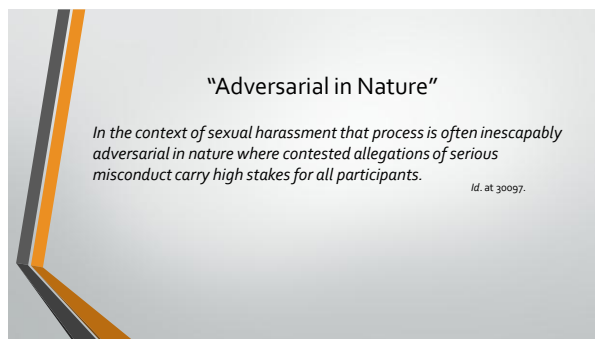 “Adversarial in Nature”
In the context of sexual harassment that process is often inescapably
adversarial in nature where contested allegations of serious
misconduct carry high stakes for all participants.
Id. at 30097.